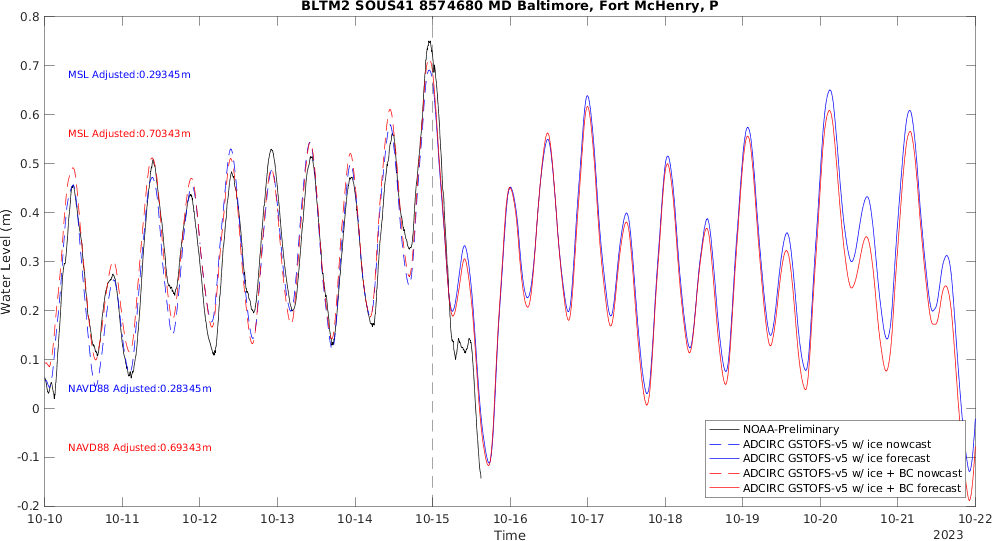 BLTM2 SOUS41 8574680 MD Baltimore, Fort McHenry, P
0.8
0.7
0.6
0.5
0.4
0.3
0.2
0.1
0
-0.1
-0.2
Water Level (m)
MSL Adjusted:0.29345m
MSL Adjusted:0.70343m
NAVD88 Adjusted:0.28345m
NAVD88 Adjusted:0.69343m
NOAA-Preliminary
ADCIRC GSTOFS-v5 w/ ice nowcast
ADCIRC GSTOFS-v5 w/ ice forecast
ADCIRC GSTOFS-v5 w/ ice + BC nowcast
ADCIRC GSTOFS-v5 w/ ice + BC forecast
10-10 10-11 10-12 10-13 10-14 10-15 10-16 10-17 10-18 10-19 10-20 10-21 10-22
Time
2023